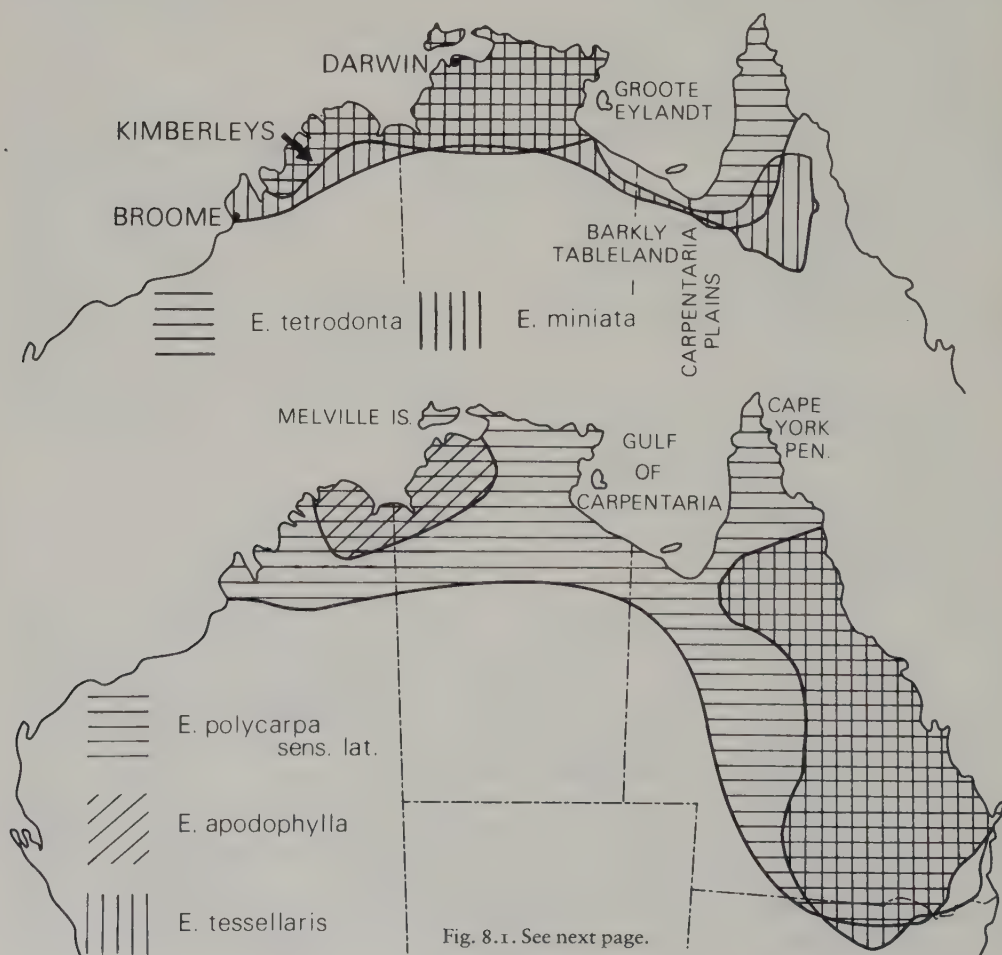 DARWIN
GROOTE
EYLANDT
KIMBERLEYS
BROOME
BARKLY
TABLELAND
CARPENTARIA
PLAINS
E. tetrodonta
E. miniata
MELVILLE IS.
CAPE
YORK
PEN.
GULF
OF
CARPENTARIA
E. polycarpa
sens. lat.
E. apodophylla
E. tessellaris
Fig. 8.1. See next page.